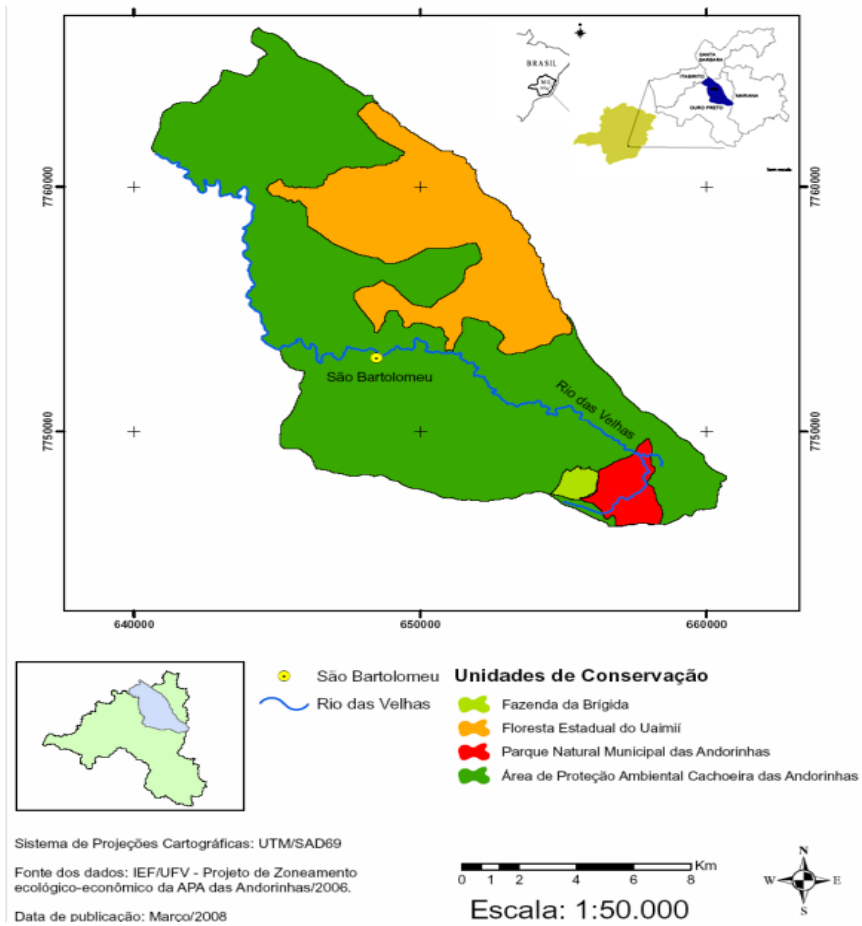 SANTA
BARBARA
BRASIL
ITABIRITO
MG
MARIANA
OURO PRETO
sem escala
7760000
7760000
São Bartolomeu
Rio das Velhas
7750000
7750000
640000
650000
660000
São Bartolomeu
Rio das Velhas
Unidades de Conservação
Fazenda da Brígida
Floresta Estadual do Uaimií
Parque Natural Municipal das Andorinhas
Área de Proteção Ambiental Cachoeira das Andorinhas
Sistema de Projeções Cartográficas: UTM/SAD69
Fonte dos dados: IEF/UFV - Projeto de Zoneamento
ecológico-econômico da APA das Andorinhas/2006.
Data de publicação: Março/2008
Km
0 1 2 4 6 8
Escala: 1:50.000
N
W E
S